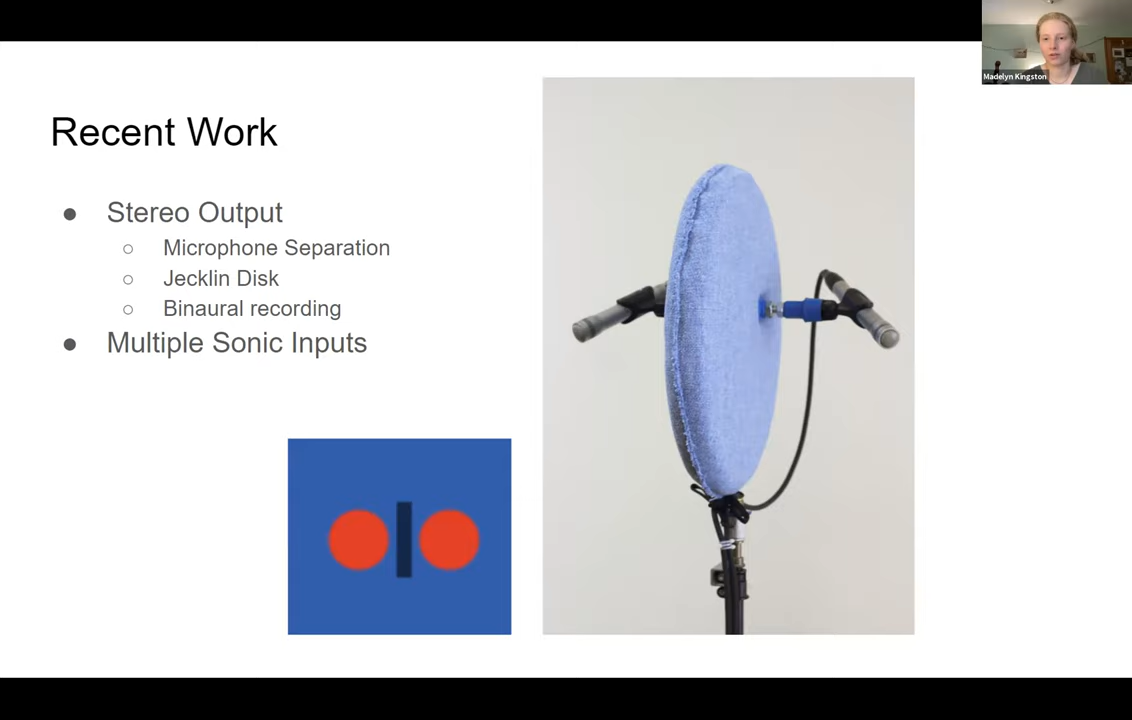 Madelyn Kingston
Recent Work
● Stereo Output
○ Microphone Separation
○ Jecklin Disk
○ Binaural recording
● Multiple Sonic Inputs